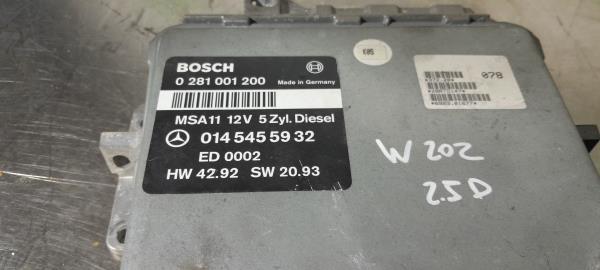 BOSCH
0 281 001 200 Made in Germany
MSA11 12V 5 Zyl. Diesel
014 545 59 32
ED 0002
HW 42.92 SW 20.93
078
W 202
2.5 D